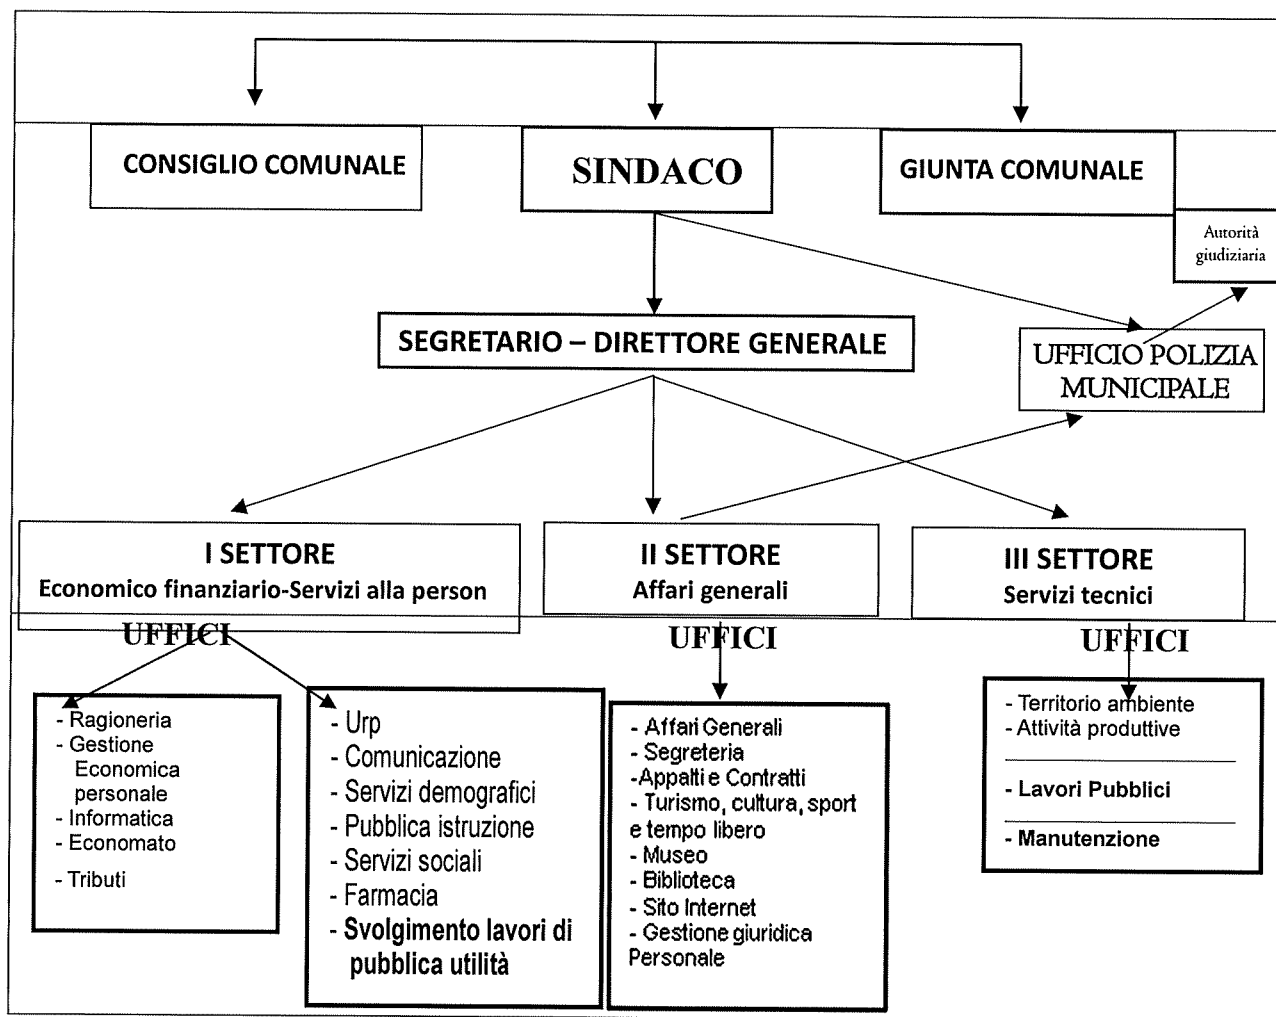 CONSIGLIO COMUNALE
SINDACO
GIUNTA COMUNALE
Autorità
giudiziaria
SEGRETARIO – DIRETTORE GENERALE
UFFICIO POLIZIA
MUNICIPALE
I SETTORE
Economico finanziario-Servizi alla person
II SETTORE
Affari generali
III SETTORE
Servizi tecnici
UFFICI
UFFICI
UFFICI
- Ragioneria
- Gestione
Economica
personale
- Informatica
- Economato
- Tributi
- Urp
- Comunicazione
- Servizi demografici
- Pubblica istruzione
- Servizi sociali
- Farmacia
- Svolgimento lavori di
pubblica utilità
- Affari Generali
- Segreteria
-Appalti e Contratti
- Turismo, cultura, sport
e tempo libero
- Museo
- Biblioteca
- Sito Internet
- Gestione giuridica
Personale
- Territorio ambiente
- Attività produttive
- Lavori Pubblici
- Manutenzione